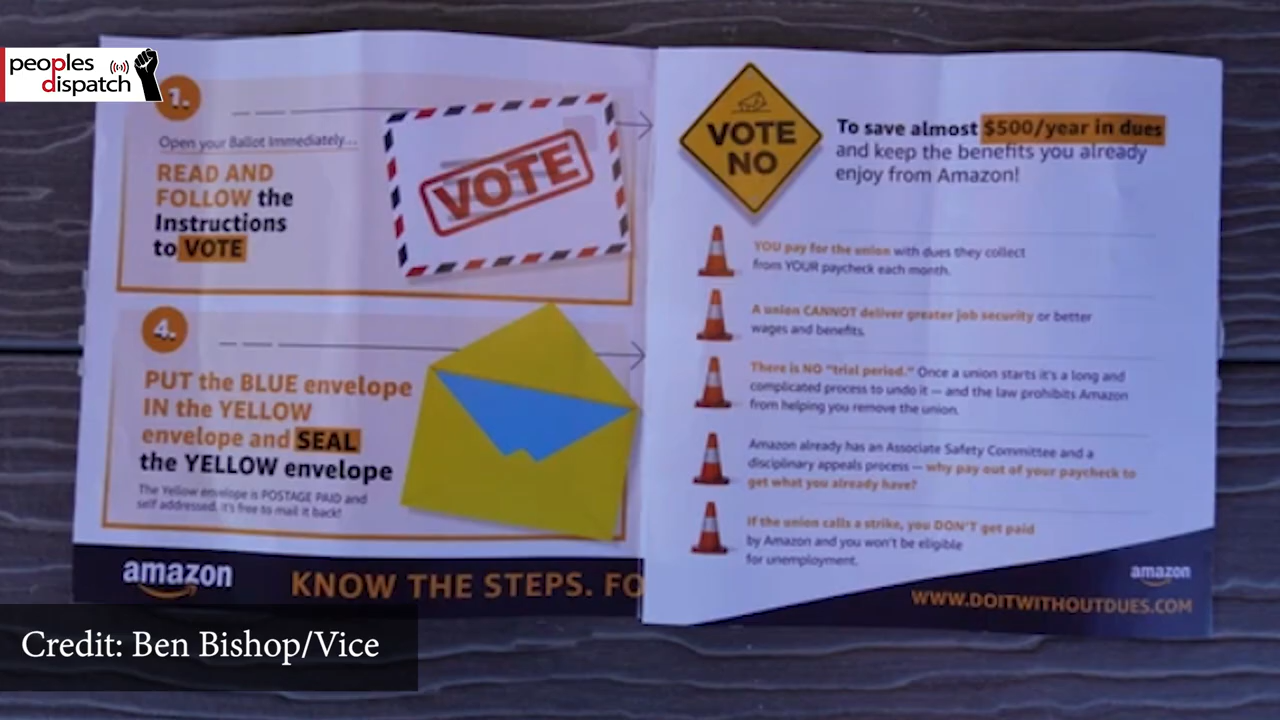 peoples
dispatch
1.
Open your Ballot Immediately...
READ AND
FOLLOW the
Instructions
to VOTE
VOTE
4.
PUT the BLUE envelope
IN the YELLOW
envelope and SEAL
the YELLOW envelope
The Yellow envelope is POSTAGE PAID and
self addressed, it's free to mail it back!
amazon
KNOW THE STEPS. FO
VOTE
NO
To save almost $500/year in dues
and keep the benefits you already
enjoy from Amazon!
YOU pay for the union with dues they collect
from YOUR paycheck each month.
A union CANNOT deliver greater job security or better
wages and benefits.
There is NO "trial period." Once a union starts it's a long and
complicated process to undo it — and the law prohibits Amazon
from helping you remove the union.
Amazon already has an Associate Safety Committee and a
disciplinary appeals process — why pay out of your paycheck to
get what you already have?
If the union calls a strike, you DON'T get paid
by Amazon and you won't be eligible
for unemployment.
amazon
WWW.DOITWITHOUTDUES.COM
Credit: Ben Bishop/Vice